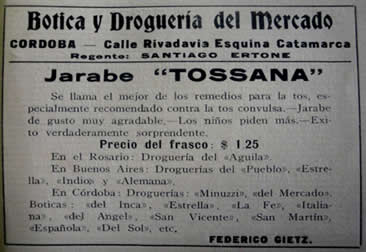 Botica y Droguería del Mercado
CORDOBA — Calle Rivadavia Esquina Catamarca
Regente: SANTIAGO ERTONE
Jarabe "TOSSANA"
Se llama el mejor de los remedios para la tos, es-
pecialmente recomendado contra la tos convulsa.—Jarabe
de gusto muy agradable.—Los niños piden más.—Exi-
to verdaderamente sorprendente.
Precio del frasco: $ 1 25
En el Rosario: Droguería del «Aguila».
En Buenos Aires: Droguerías del «Pueblo», «Estre-
lla», «Indio» y «Alemana».
En Córdoba: Droguerías: «Minuzzi», «del Mercado».
Boticas: «del Inca», «Estrella», «La Fe», «Italia-
na», «del Angel», «San Vicente», «San Martín»,
«Española», «Del Sol», etc.
FEDERICO GIETZ.